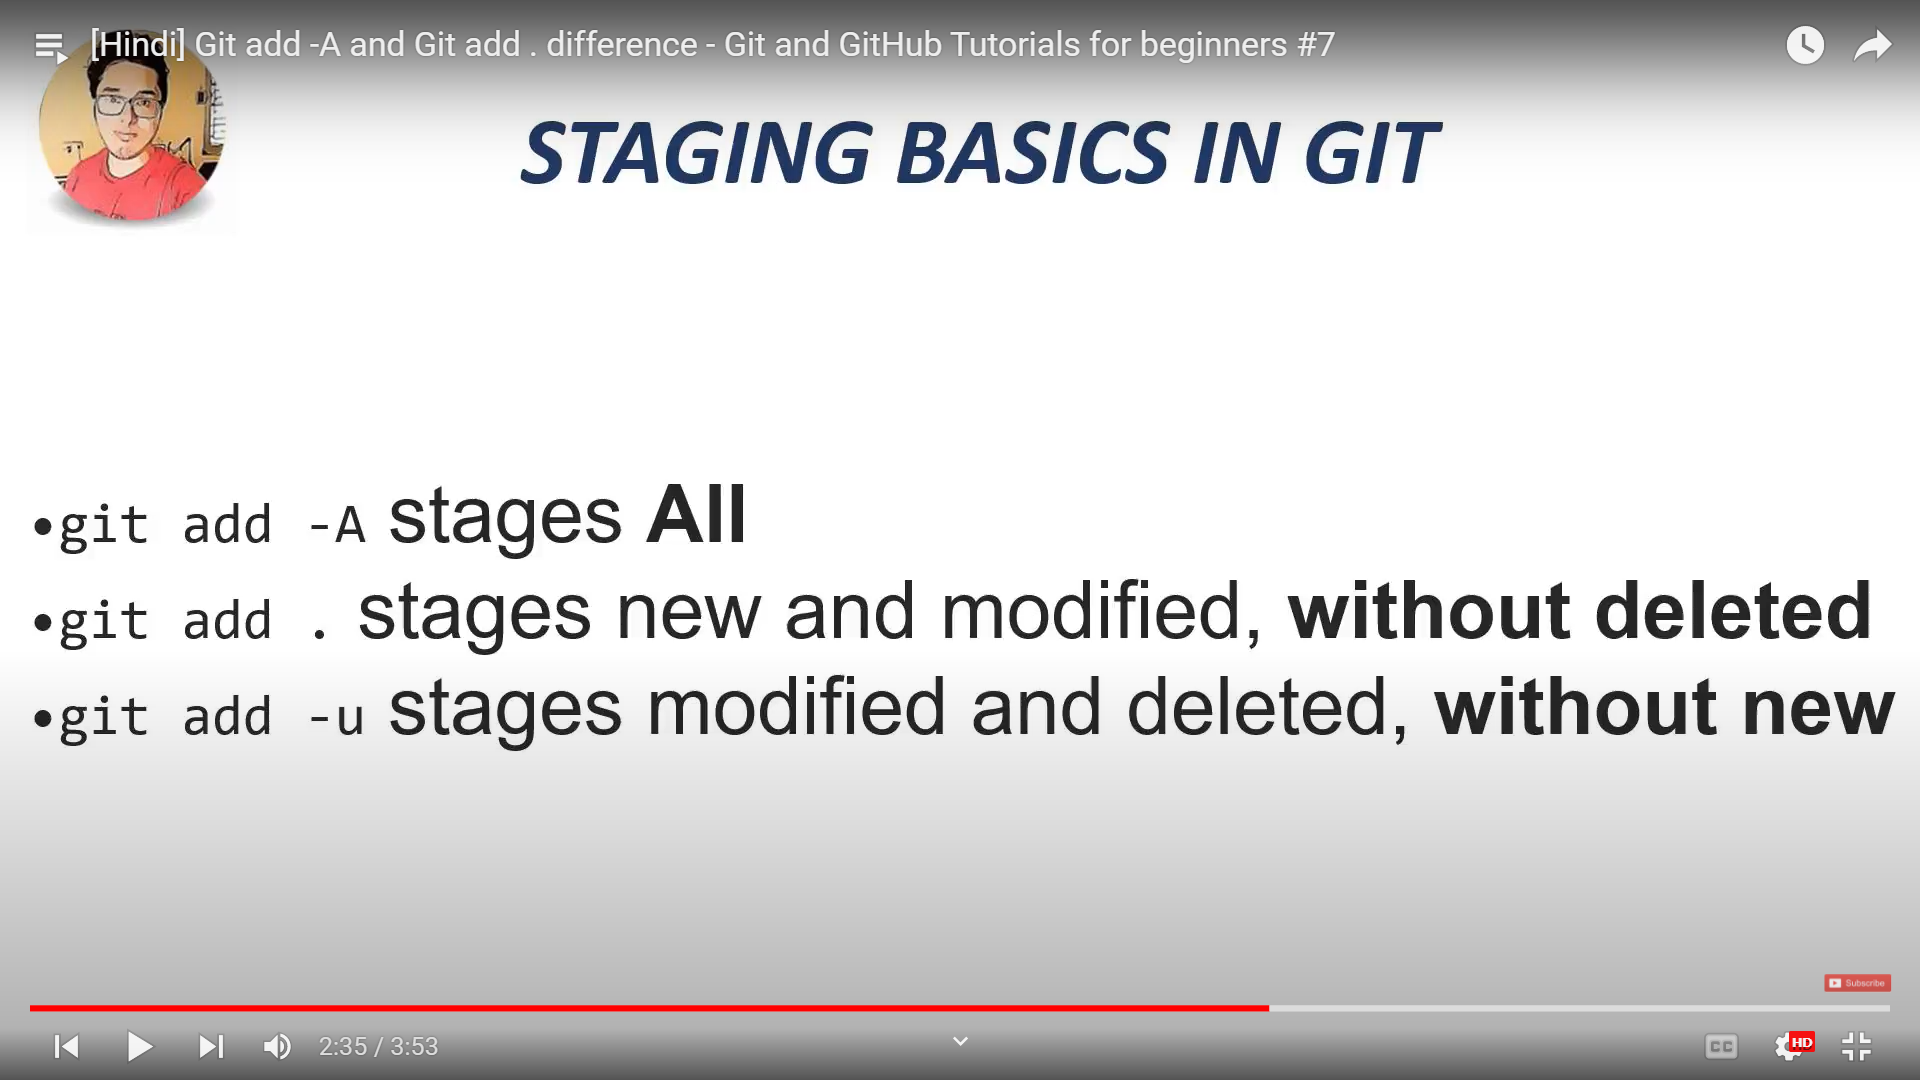 [Hindi] Git add -A and Git add . difference - Git and GitHub Tutorials for beginners #7
STAGING BASICS IN GIT
•git add -A stages All
•git add . stages new and modified, without deleted
•git add -u stages modified and deleted, without new
Subscribe
2:35 / 3:53
CC
HD